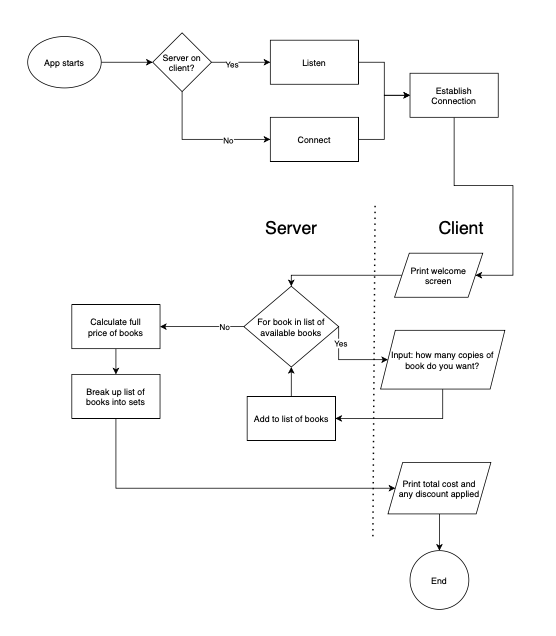 App starts
Server on
client?
Yes
Listen
No
Connect
Establish
Connection
Server
Client
Print welcome
screen
For book in list of
available books
No
Calculate full
price of books
Yes
Input: how many copies of
book do you want?
Break up list of
books into sets
Add to list of books
Print total cost and
any discount applied
End